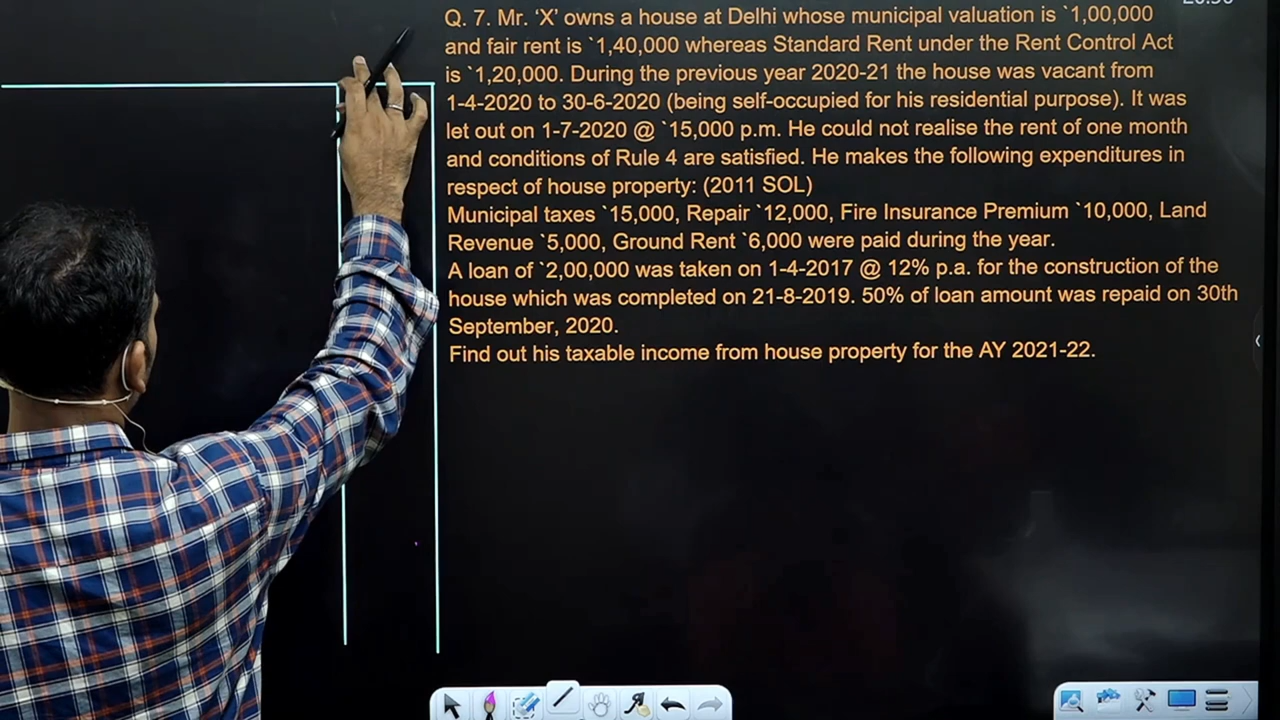 Q. 7. Mr. ‘X’ owns a house at Delhi whose municipal valuation is `1,00,000
and fair rent is `1,40,000 whereas Standard Rent under the Rent Control Act
is `1,20,000. During the previous year 2020-21 the house was vacant from
1-4-2020 to 30-6-2020 (being self-occupied for his residential purpose). It was
let out on 1-7-2020 @ `15,000 p.m. He could not realise the rent of one month
and conditions of Rule 4 are satisfied. He makes the following expenditures in
respect of house property: (2011 SOL)
Municipal taxes `15,000, Repair `12,000, Fire Insurance Premium `10,000, Land
Revenue `5,000, Ground Rent `6,000 were paid during the year.
A loan of `2,00,000 was taken on 1-4-2017 @ 12% p.a. for the construction of the
house which was completed on 21-8-2019. 50% of loan amount was repaid on 30th
September, 2020.
Find out his taxable income from house property for the AY 2021-22.